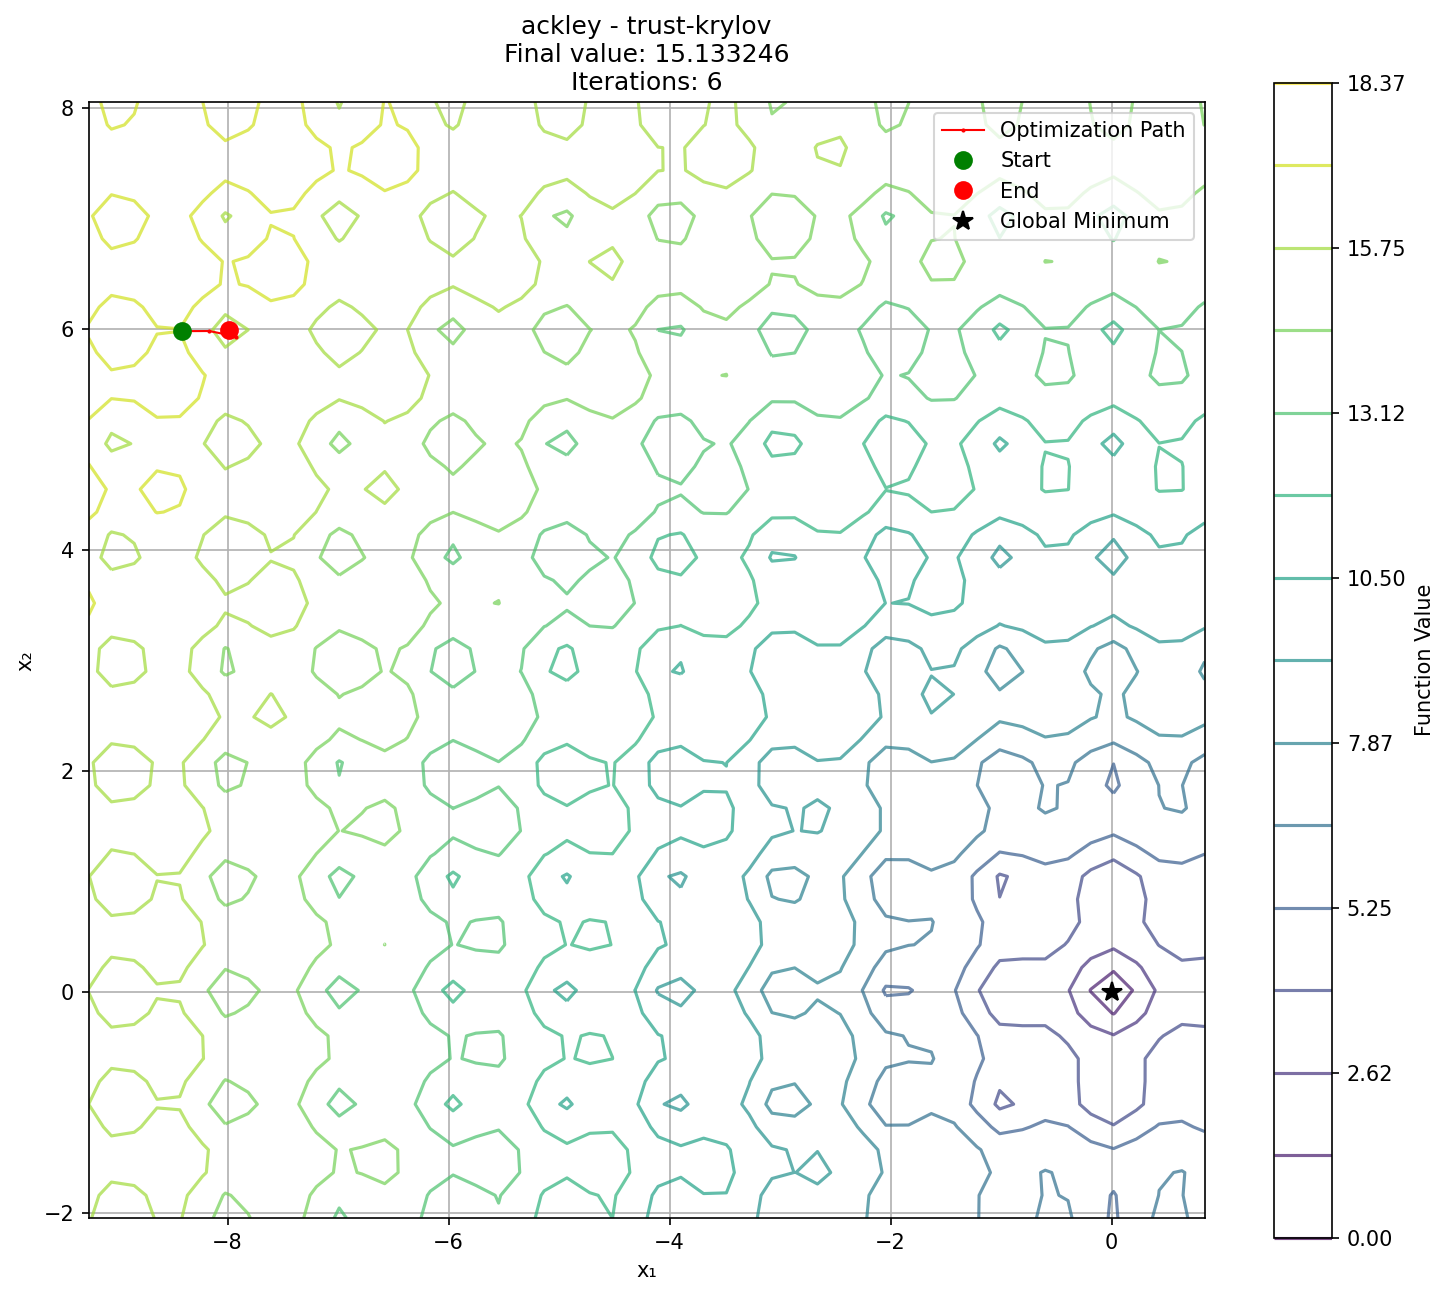 ackley - trust-krylov
Final value: 15.133246
Iterations: 6
Optimization Path
Start
End
Global Minimum
8
6
4
2
0
−2
x₂
−8
−6
−4
−2
0
x₁
18.37
15.75
13.12
10.50
7.87
5.25
2.62
0.00
Function Value